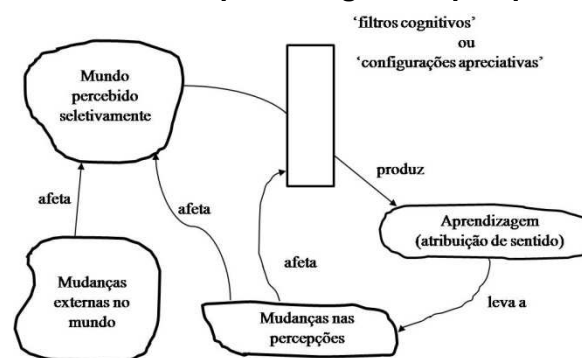 'filtros cognitivos'
ou
'configurações apreciativas'
Mundo
percebido
seletivamente
produz
afeta
afeta
Aprendizagem
(atribuição de sentido)
afeta
Mudanças
externas no
mundo
leva a
Mudanças nas
percepções